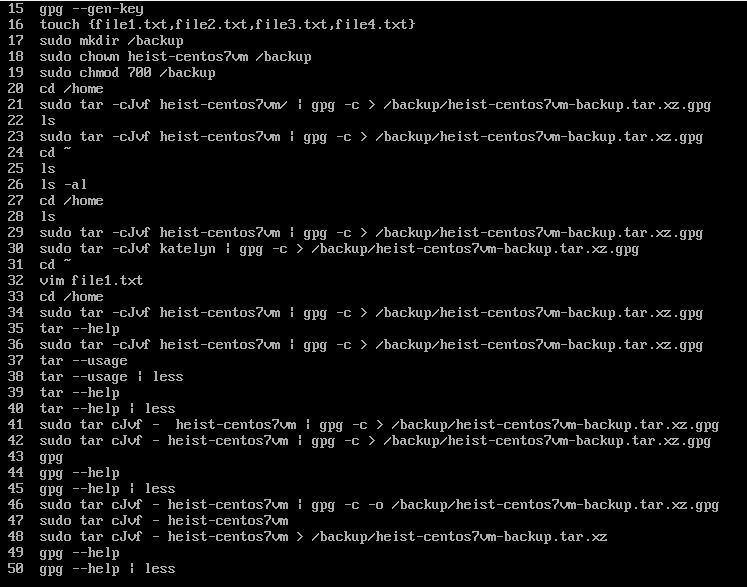 15 gpg --gen-key
16 touch {file1.txt,file2.txt,file3.txt,file4.txt}
17 sudo mkdir /backup
18 sudo chown heist-centos7vm /backup
19 sudo chmod 700 /backup
20 cd /home
21 sudo tar -cJvf heist-centos7vm/ | gpg -c > /backup/heist-centos7vm-backup.tar.xz.gpg
22 ls
23 sudo tar -cJvf heist-centos7vm | gpg -c > /backup/heist-centos7vm-backup.tar.xz.gpg
24 cd ~
25 ls
26 ls -al
27 cd /home
28 ls
29 sudo tar -cJvf heist-centos7vm | gpg -c > /backup/heist-centos7vm-backup.tar.xz.gpg
30 sudo tar -cJvf katelyn | gpg -c > /backup/heist-centos7vm-backup.tar.xz.gpg
31 cd ~
32 vim file1.txt
33 cd /home
34 sudo tar -cJvf heist-centos7vm | gpg -c > /backup/heist-centos7vm-backup.tar.xz.gpg
35 tar --help
36 sudo tar -cJvf heist-centos7vm | gpg -c > /backup/heist-centos7vm-backup.tar.xz.gpg
37 tar --usage
38 tar --usage | less
39 tar --help
40 tar --help | less
41 sudo tar cJvf -  heist-centos7vm | gpg -c > /backup/heist-centos7vm-backup.tar.xz.gpg
42 sudo tar cJvf - heist-centos7vm | gpg -c > /backup/heist-centos7vm-backup.tar.xz.gpg
43 gpg
44 gpg --help
45 gpg --help | less
46 sudo tar cJvf - heist-centos7vm | gpg -c -o /backup/heist-centos7vm-backup.tar.xz.gpg
47 sudo tar cJvf - heist-centos7vm
48 sudo tar cJvf - heist-centos7vm > /backup/heist-centos7vm-backup.tar.xz
49 gpg --help
50 gpg --help | less